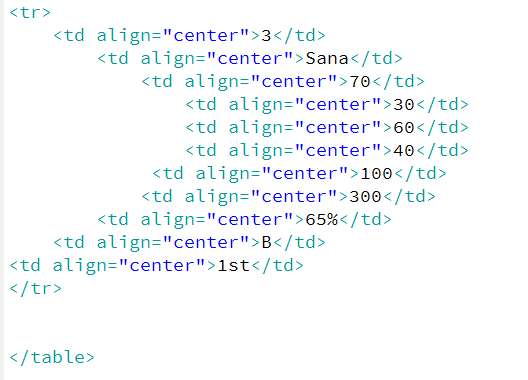 <tr>
<td align="center">3</td>
<td align="center">Sana</td>
<td align="center">70</td>
<td align="center">30</td>
<td align="center">60</td>
<td align="center">40</td>
<td align="center">100</td>
<td align="center">300</td>
<td align="center">65%</td>
<td align="center">B</td>
<td align="center">1st</td>
</tr>
</table>